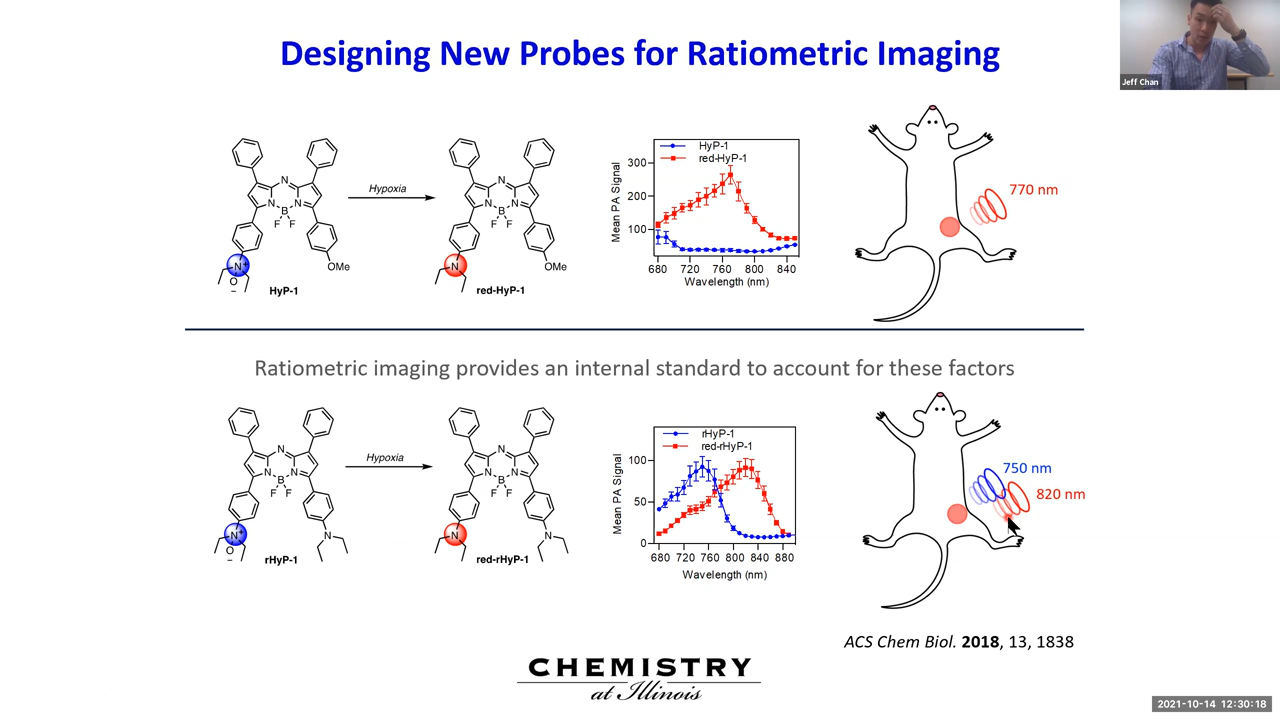 Designing New Probes for Ratiometric Imaging
Jeff Chan
N
N
B
N
F
F
N+
O
−
OMe
HyP-1
Hypoxia
N
N
B
N
F
F
N
OMe
red-HyP-1
HyP-1
red-HyP-1
Mean PA Signal
300
200
100
680 720 760 800 840
Wavelength (nm)
770 nm
Ratiometric imaging provides an internal standard to account for these factors
N
N
B
N
F
F
N+
O
−
N
rHyP-1
Hypoxia
N
N
B
N
F
F
N
N
red-rHyP-1
rHyP-1
red-rHyP-1
Mean PA Signal
100
50
0
680 720 760 800 840 880
Wavelength (nm)
750 nm
820 nm
ACS Chem Biol. 2018, 13, 1838
CHEMISTRY
at Illinois
2021-10-14 12:30:18